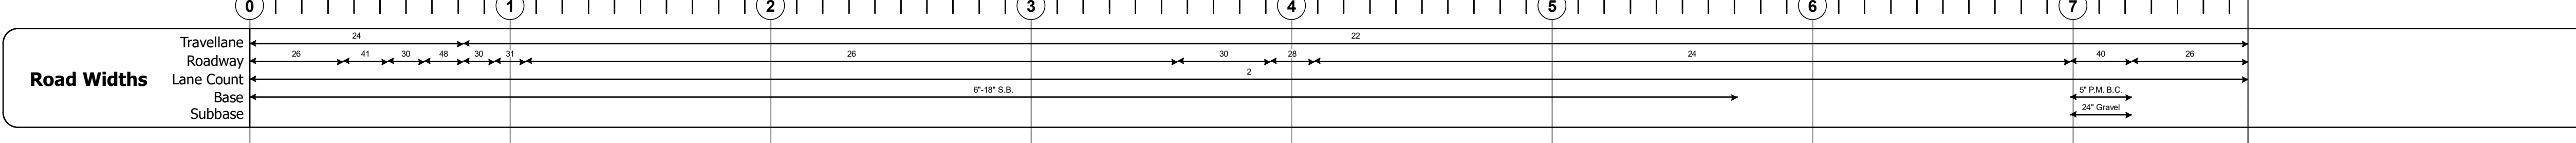 0 1 2 3 4 5 6 7
Road Widths
Travellane 24 22
Roadway 26 41 30 48 30 31 26 30 28 24 40 26
Lane Count 2
Base 6"-18" S.B. 5" P.M. B.C.
Subbase 24" Gravel